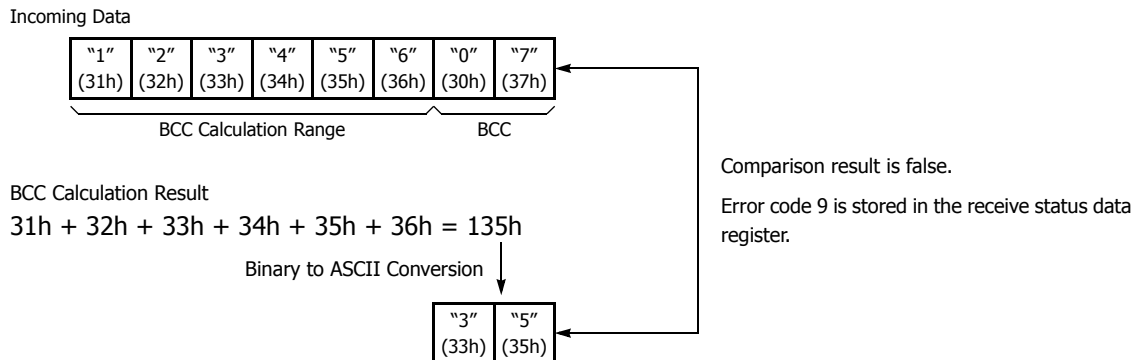 Incoming Data
“1” “2” “3” “4” “5” “6” “0” “7”
(31h) (32h) (33h) (34h) (35h) (36h) (30h) (37h)
BCC Calculation Range BCC
Comparison result is false.
Error code 9 is stored in the receive status data
register.
BCC Calculation Result
31h + 32h + 33h + 34h + 35h + 36h = 135h
Binary to ASCII Conversion
“3” “5”
(33h) (35h)